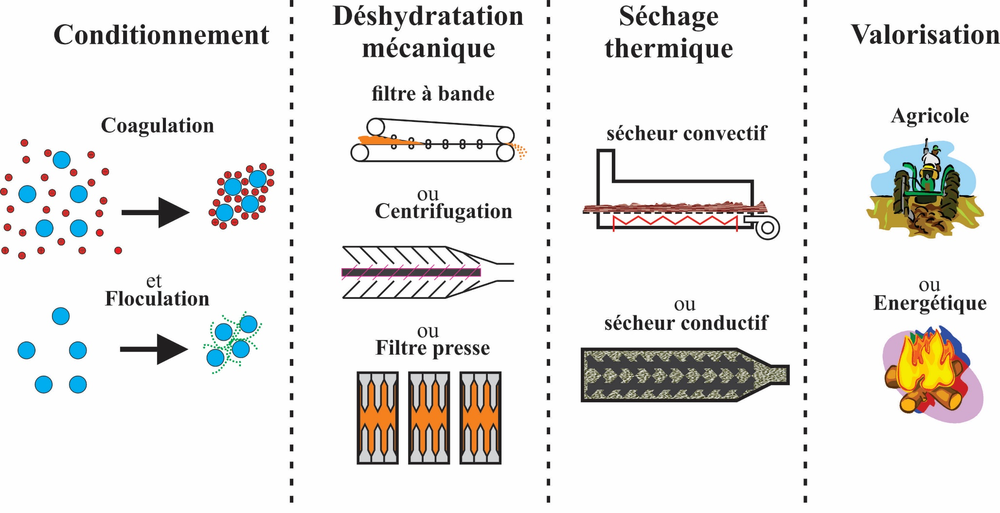 Conditionnement
Coagulation
et
Floculation
Déshydratation
mécanique
filtre à bande
ou
Centrifugation
ou
Filtre presse
Séchage
thermique
sécheur convectif
ou
sécheur conductif
Valorisation
Agricole
ou
Energétique